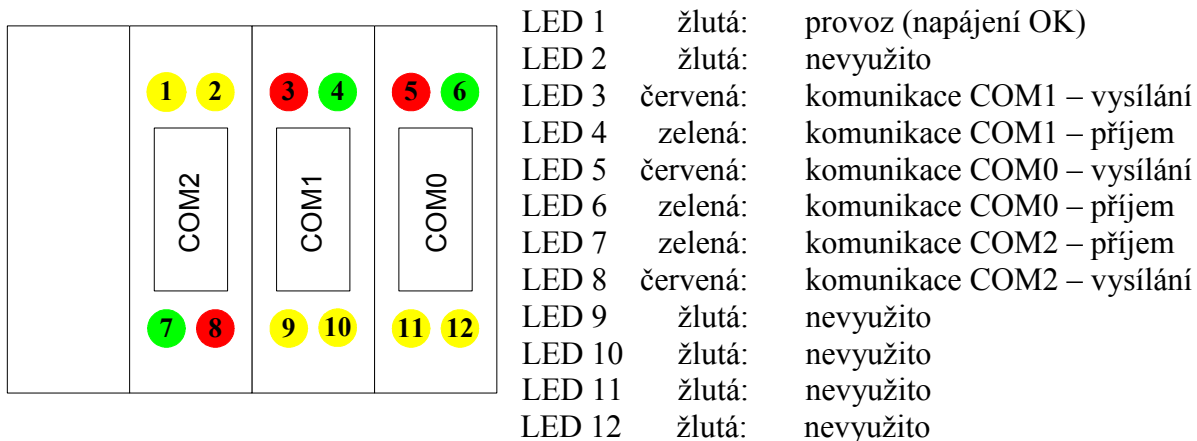 1 2 3 4 5 6
COM2 COM1 COM0
7 8 9 10 11 12
LED 1 žlutá: provoz (napájení OK)
LED 2 žlutá: nevyužito
LED 3 červená: komunikace COM1 – vysílání
LED 4 zelená: komunikace COM1 – příjem
LED 5 červená: komunikace COM0 – vysílání
LED 6 zelená: komunikace COM0 – příjem
LED 7 zelená: komunikace COM2 – příjem
LED 8 červená: komunikace COM2 – vysílání
LED 9 žlutá: nevyužito
LED 10 žlutá: nevyužito
LED 11 žlutá: nevyužito
LED 12 žlutá: nevyužito